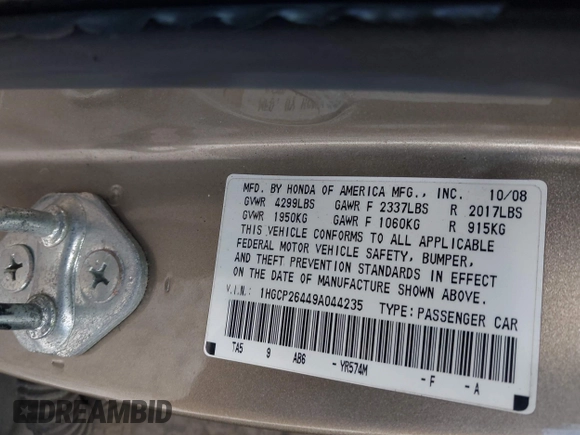 MFD. BY HONDA OF AMERICA MFG., INC. 10/08
GVWR 4299LBS GAWR F 2337LBS R 2017LBS
GVWR 1950KG GAWR F 1060KG R 915KG
THIS VEHICLE CONFORMS TO ALL APPLICABLE
FEDERAL MOTOR VEHICLE SAFETY, BUMPER,
AND THEFT PREVENTION STANDARDS IN EFFECT
ON THE DATE OF MANUFACTURE SHOWN ABOVE.
V.I.N.: 1HGCP26449A044235 TYPE:PASSENGER CAR
TA5 9 AB6 -YR574M -F -A
DREAMBID